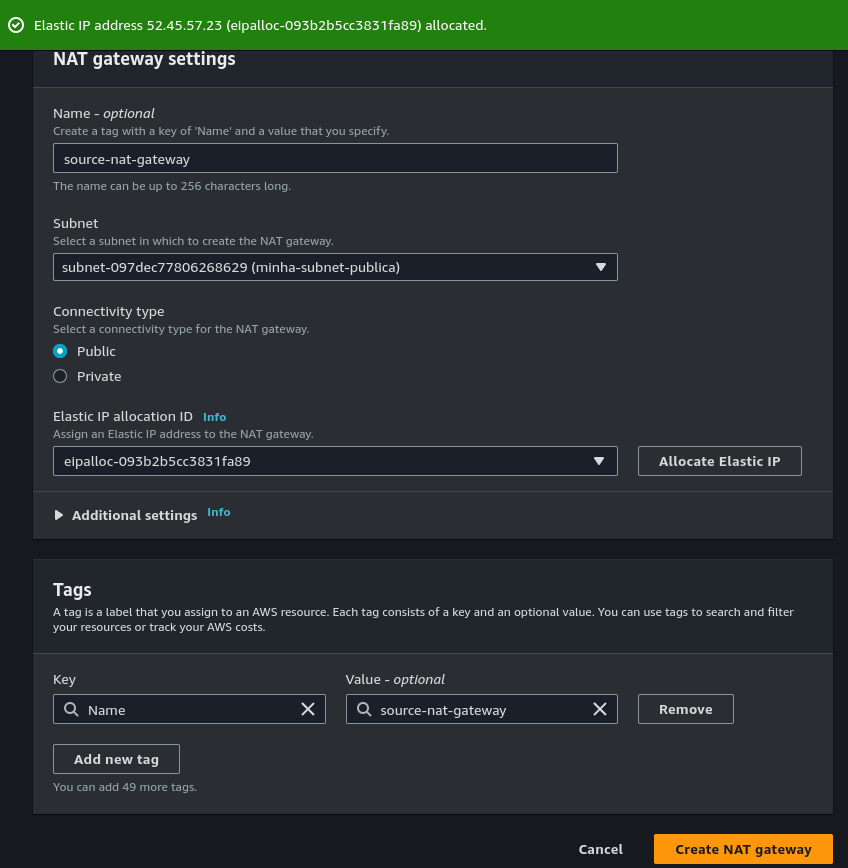 Elastic IP address 52.45.57.23 (eipalloc-093b2b5cc3831fa89) allocated.
NAT gateway settings
Name - optional
Create a tag with a key of 'Name' and a value that you specify.
source-nat-gateway
The name can be up to 256 characters long.
Subnet
Select a subnet in which to create the NAT gateway.
subnet-097dec77806268629 (minha-subnet-publica)
Connectivity type
Select a connectivity type for the NAT gateway.
Public
Private
Elastic IP allocation ID Info
Assign an Elastic IP address to the NAT gateway.
eipalloc-093b2b5cc3831fa89 Allocate Elastic IP
Additional settings Info
Tags
A tag is a label that you assign to an AWS resource. Each tag consists of a key and an optional value. You can use tags to search and filter
your resources or track your AWS costs.
Key Value - optional
Name source-nat-gateway Remove
Add new tag
You can add 49 more tags.
Cancel Create NAT gateway